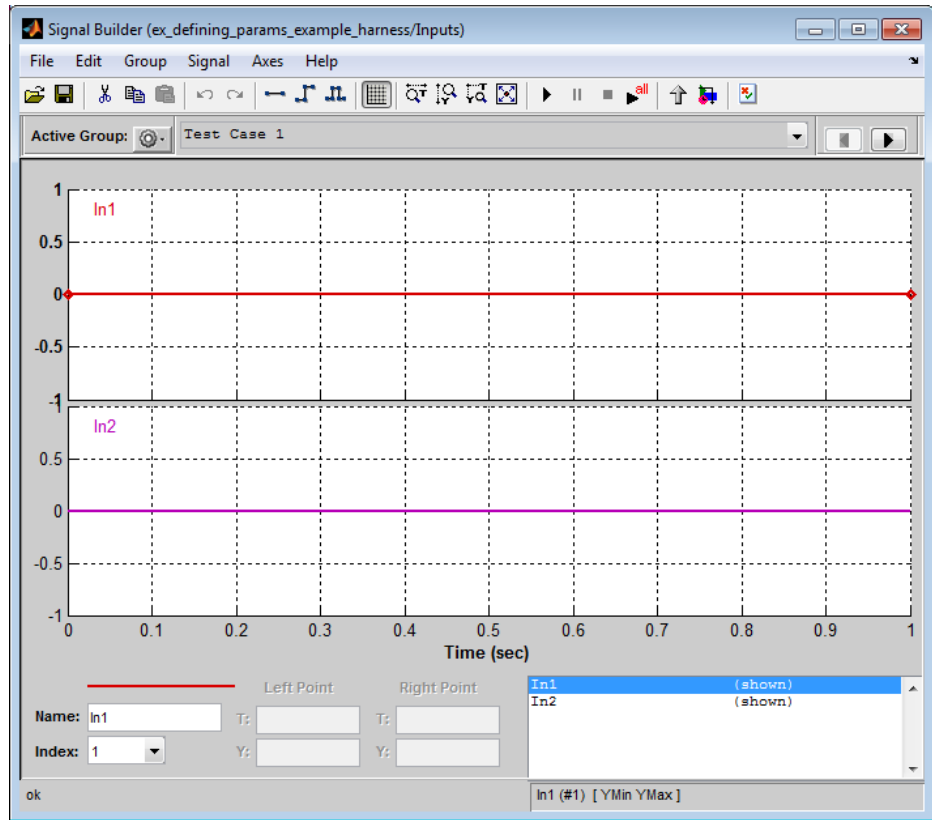 Signal Builder (ex_defining_params_example_harness/Inputs)
File Edit Group Signal Axes Help
all
Active Group: Test Case 1
1
In1
0.5
0
-0.5
-1
1
In2
0.5
0
-0.5
-1
0 0.1 0.2 0.3 0.4 0.5 0.6 0.7 0.8 0.9 1
Time (sec)
Left Point Right Point
In1 (shown)
In2 (shown)
Name: In1 T: T:
Index: 1 Y: Y:
ok In1 (#1) [ YMin YMax ]